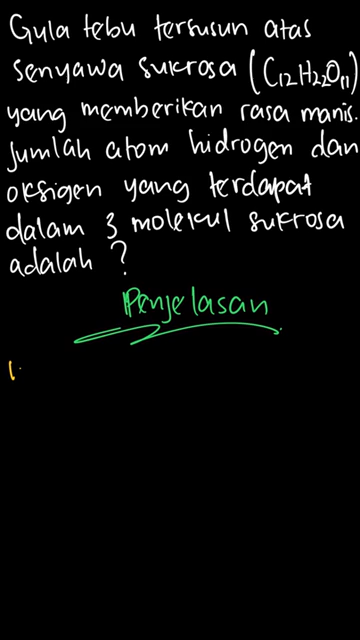 Gula tebu tersusun atas
senyawa sukrosa (C₁₂H₂₂O₁₁)
yang memberikan rasa manis.
Jumlah atom hidrogen dan
oksigen yang terdapat
dalam 3 molekul sukrosa
adalah ?
Penjelasan